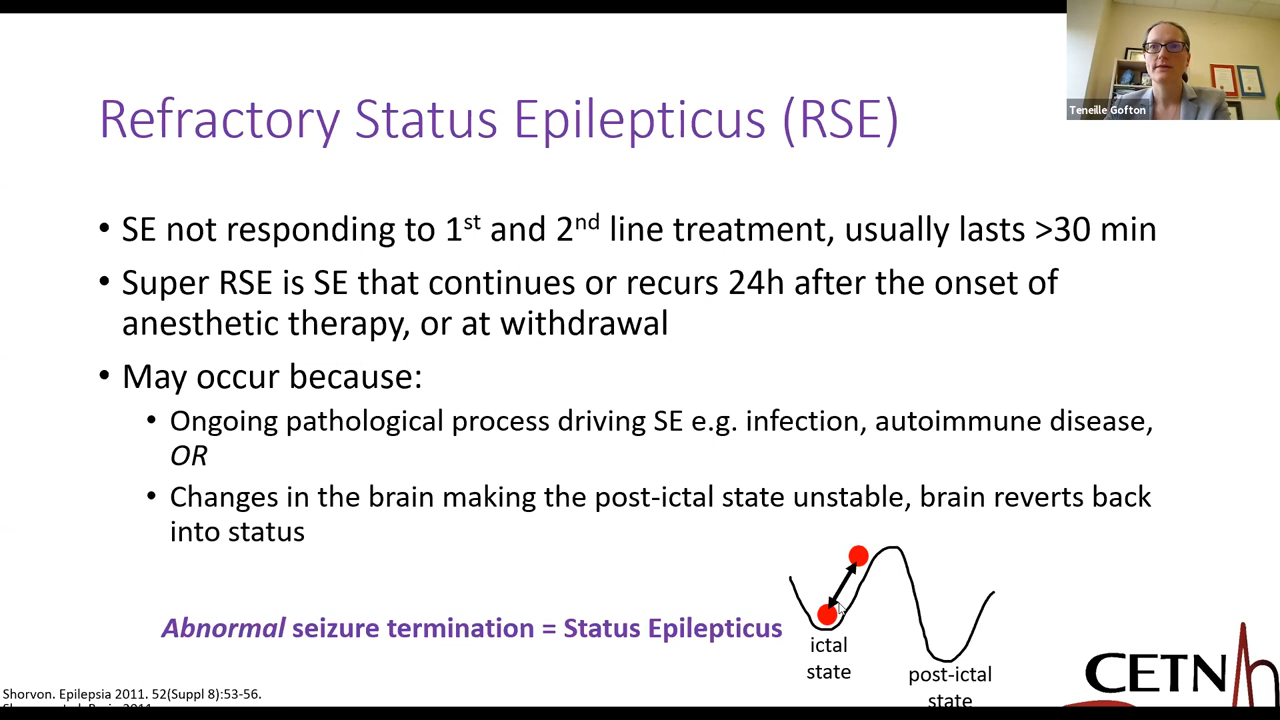 Teneille Gofton
Refractory Status Epilepticus (RSE)
• SE not responding to 1st and 2nd line treatment, usually lasts >30 min
• Super RSE is SE that continues or recurs 24h after the onset of
anesthetic therapy, or at withdrawal
• May occur because:
• Ongoing pathological process driving SE e.g. infection, autoimmune disease,
OR
• Changes in the brain making the post-ictal state unstable, brain reverts back
into status
Abnormal seizure termination = Status Epilepticus
ictal
state
post-ictal
state
Shorvon. Epilepsia 2011. 52(Suppl 8):53-56.
CETN